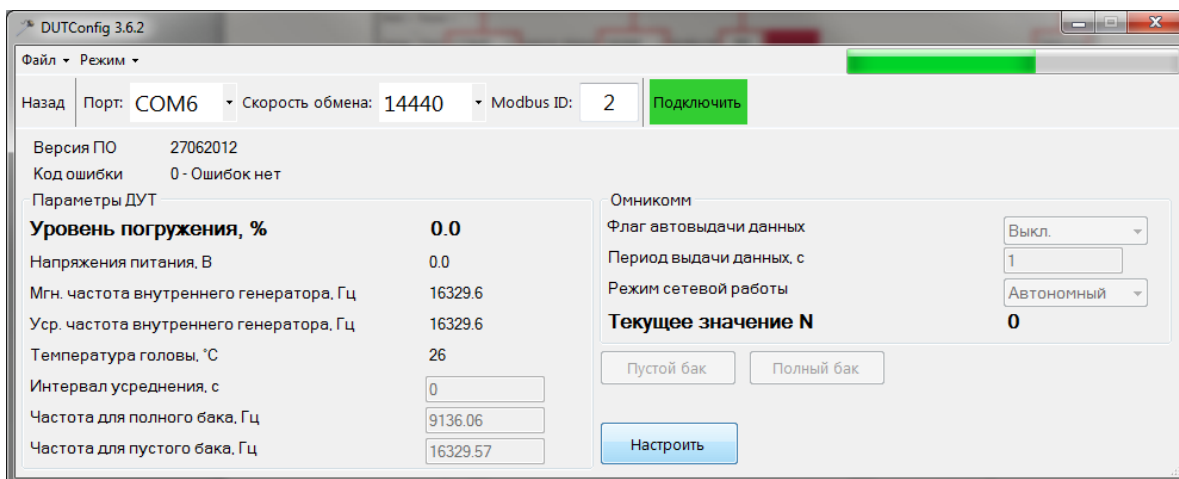 DUTConfig 3.6.2
Файл Режим
Назад Порт: COM6 Скорость обмена: 14440 Modbus ID: 2 Подключить
Версия ПО 27062012
Код ошибки 0 - Ошибок нет
Параметры ДУТ
Уровень погружения, % 0.0
Напряжения питания, В 0.0
Мгн. частота внутреннего генератора, Гц 16329.6
Уср. частота внутреннего генератора, Гц 16329.6
Температура головы, °С 26
Интервал усреднения, с 0
Частота для полного бака, Гц 9136.06
Частота для пустого бака, Гц 16329.57
Омникомм
Флаг автовыдачи данных Выкл.
Период выдачи данных, с 1
Режим сетевой работы Автономный
Текущее значение N 0
Пустой бак Полный бак
Настроить